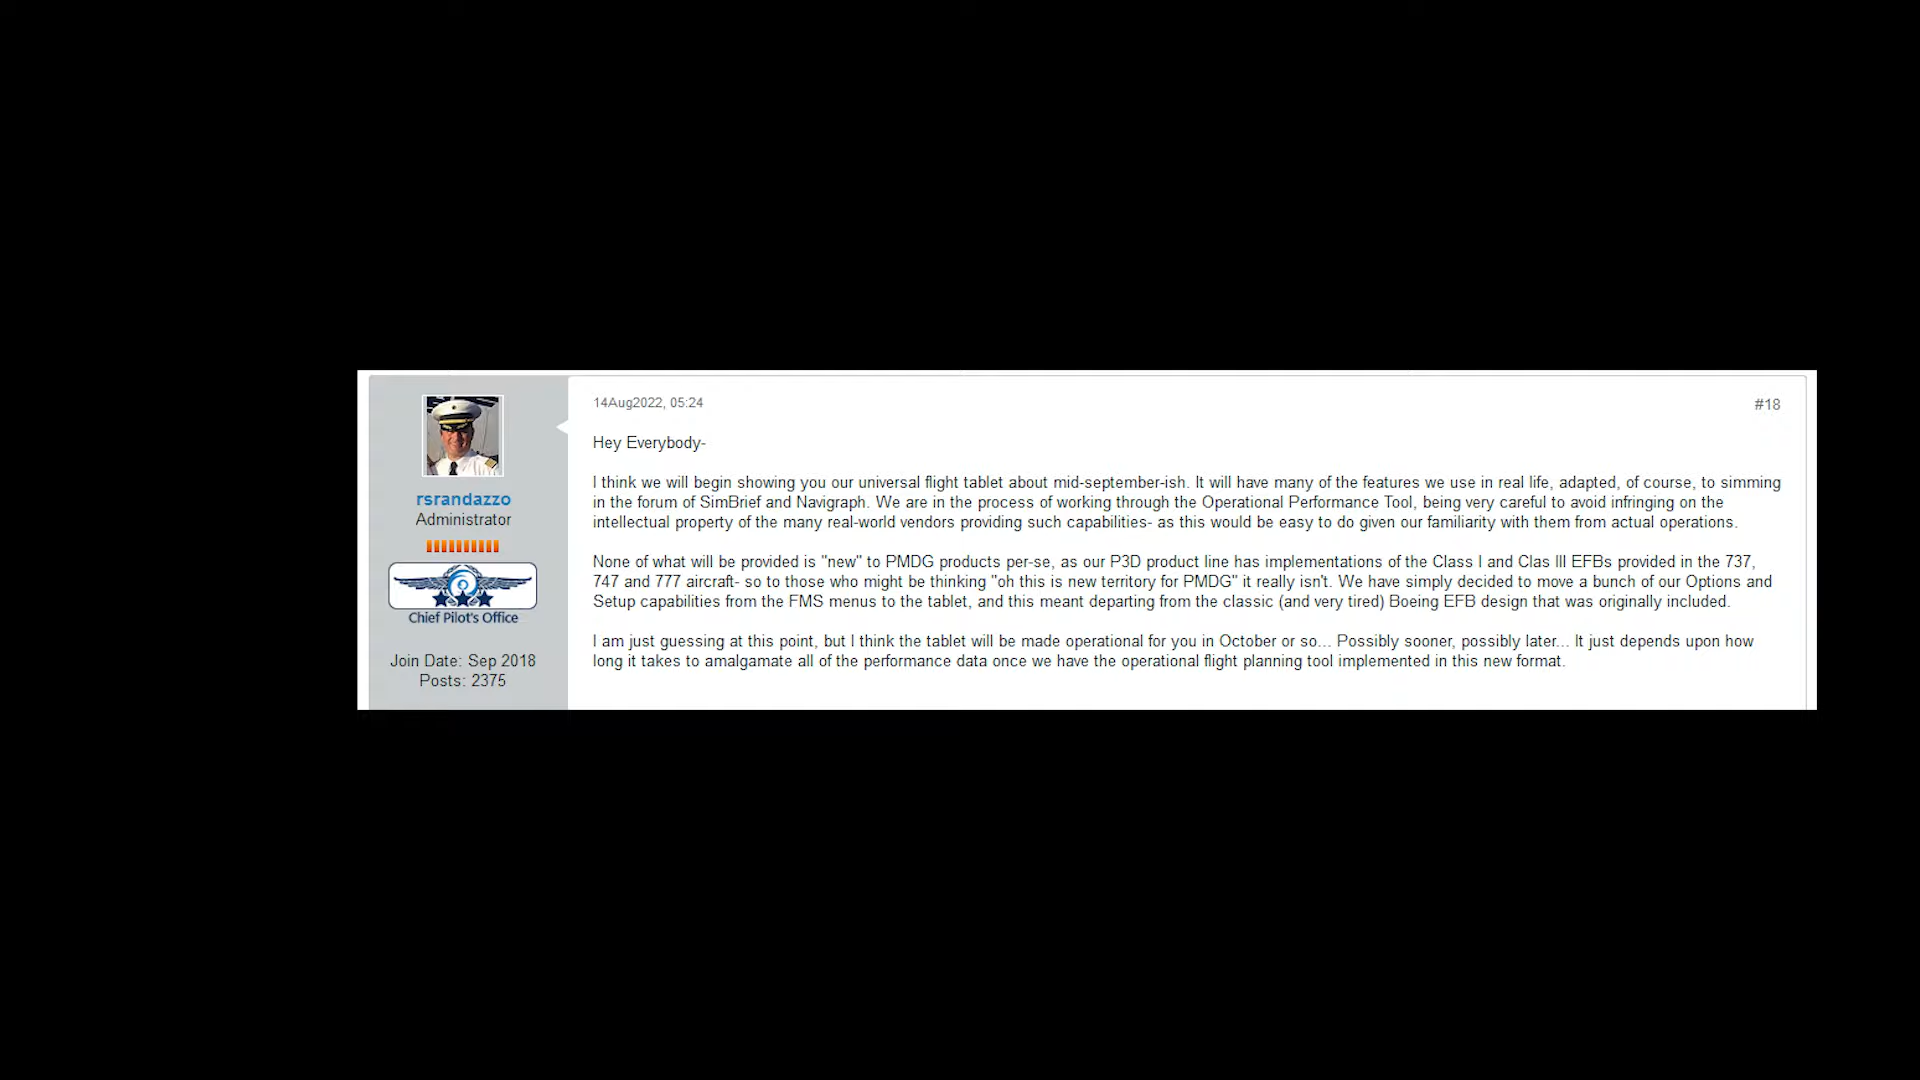 14Aug2022, 05:24
#18
rsrandazzo
Administrator
Chief Pilot's Office
Join Date: Sep 2018
Posts: 2375
Hey Everybody-
I think we will begin showing you our universal flight tablet about mid-september-ish. It will have many of the features we use in real life, adapted, of course, to simming
in the forum of SimBrief and Navigraph. We are in the process of working through the Operational Performance Tool, being very careful to avoid infringing on the
intellectual property of the many real-world vendors providing such capabilities- as this would be easy to do given our familiarity with them from actual operations.
None of what will be provided is "new" to PMDG products per-se, as our P3D product line has implementations of the Class I and Clas III EFBs provided in the 737,
747 and 777 aircraft- so to those who might be thinking "oh this is new territory for PMDG" it really isn't. We have simply decided to move a bunch of our Options and
Setup capabilities from the FMS menus to the tablet, and this meant departing from the classic (and very tired) Boeing EFB design that was originally included.
I am just guessing at this point, but I think the tablet will be made operational for you in October or so... Possibly sooner, possibly later... It just depends upon how
long it takes to amalgamate all of the performance data once we have the operational flight planning tool implemented in this new format.